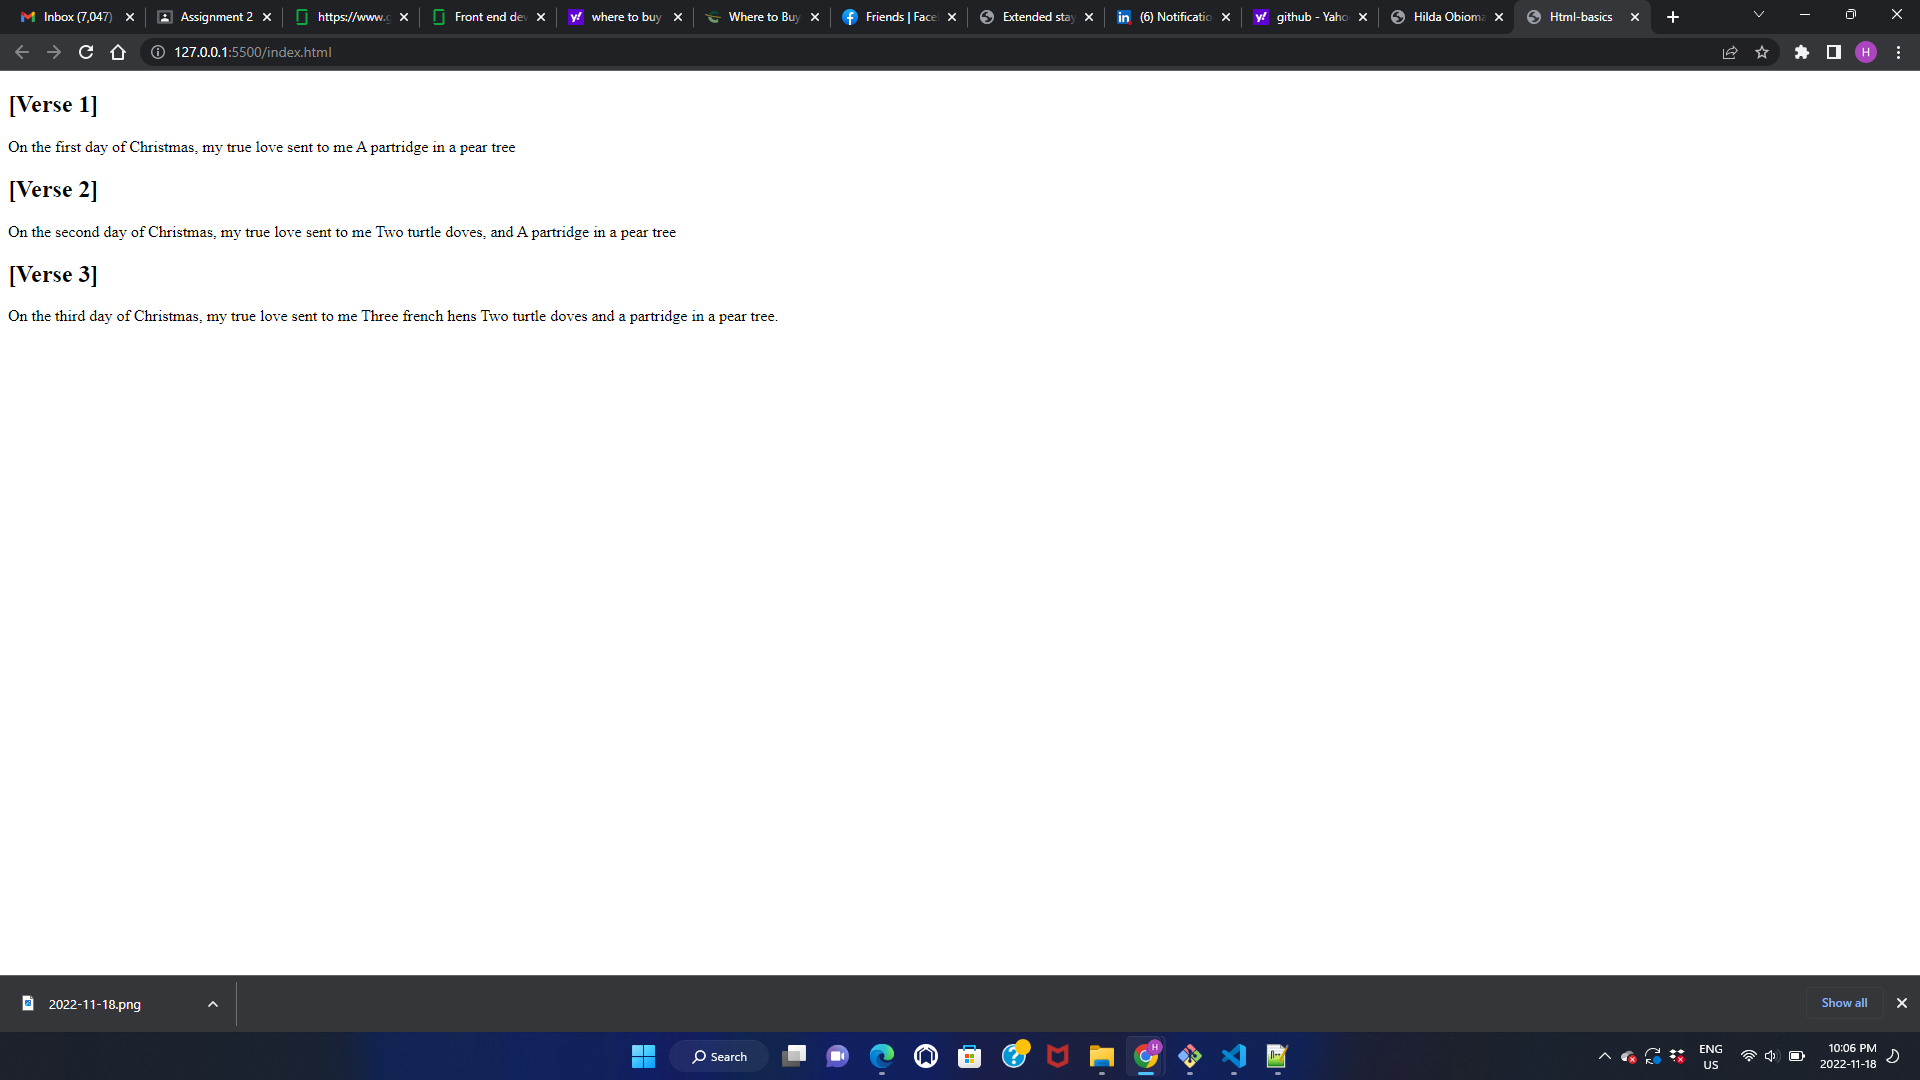 Inbox (7,047)
Assignment 2
https://www.g
Front end dev
where to buy
Where to Buy
Friends | Face
Extended stay
(6) Notificatio
github - Yaho
Hilda Obioma
Html-basics
127.0.0.1:5500/index.html
H
[Verse 1]
On the first day of Christmas, my true love sent to me A partridge in a pear tree
[Verse 2]
On the second day of Christmas, my true love sent to me Two turtle doves, and A partridge in a pear tree
[Verse 3]
On the third day of Christmas, my true love sent to me Three french hens Two turtle doves and a partridge in a pear tree.
2022-11-18.png
Show all
Search
H
ENG
US
10:06 PM
2022-11-18